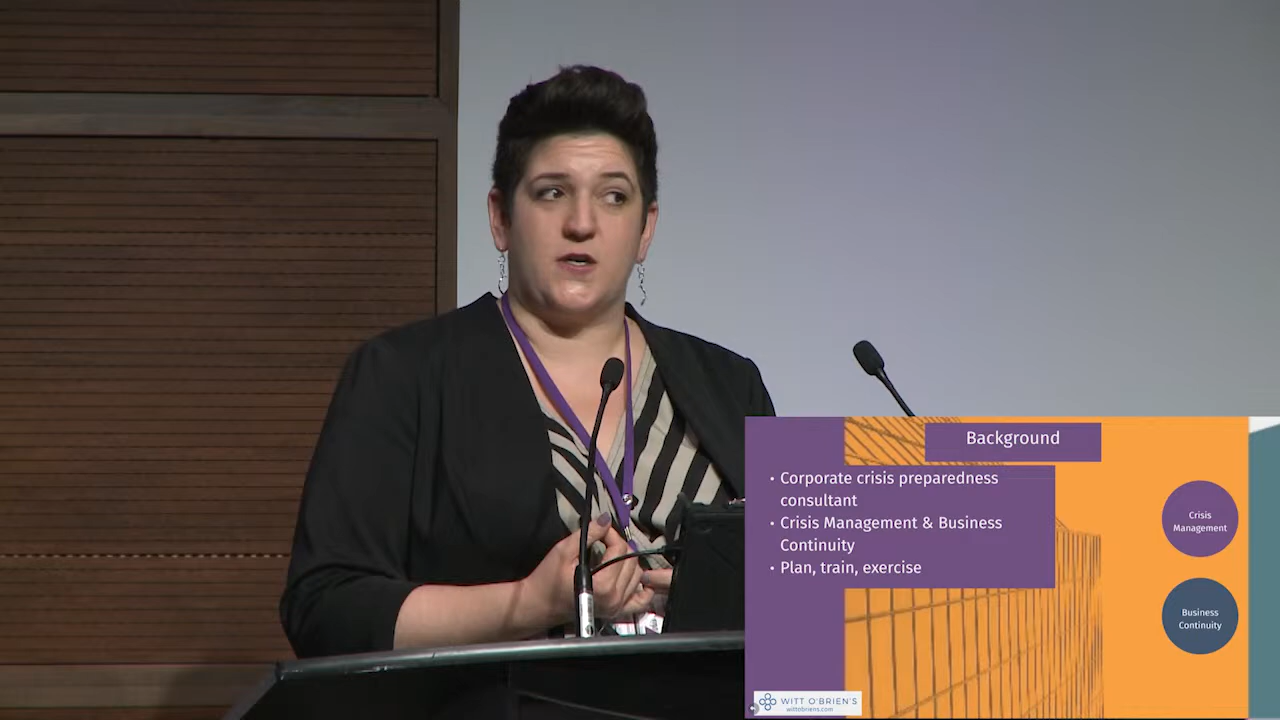 Background
• Corporate crisis preparedness
consultant
• Crisis Management & Business
Continuity
• Plan, train, exercise
Crisis
Management
Business
Continuity
WITT O'BRIEN'S
wittobriens.com